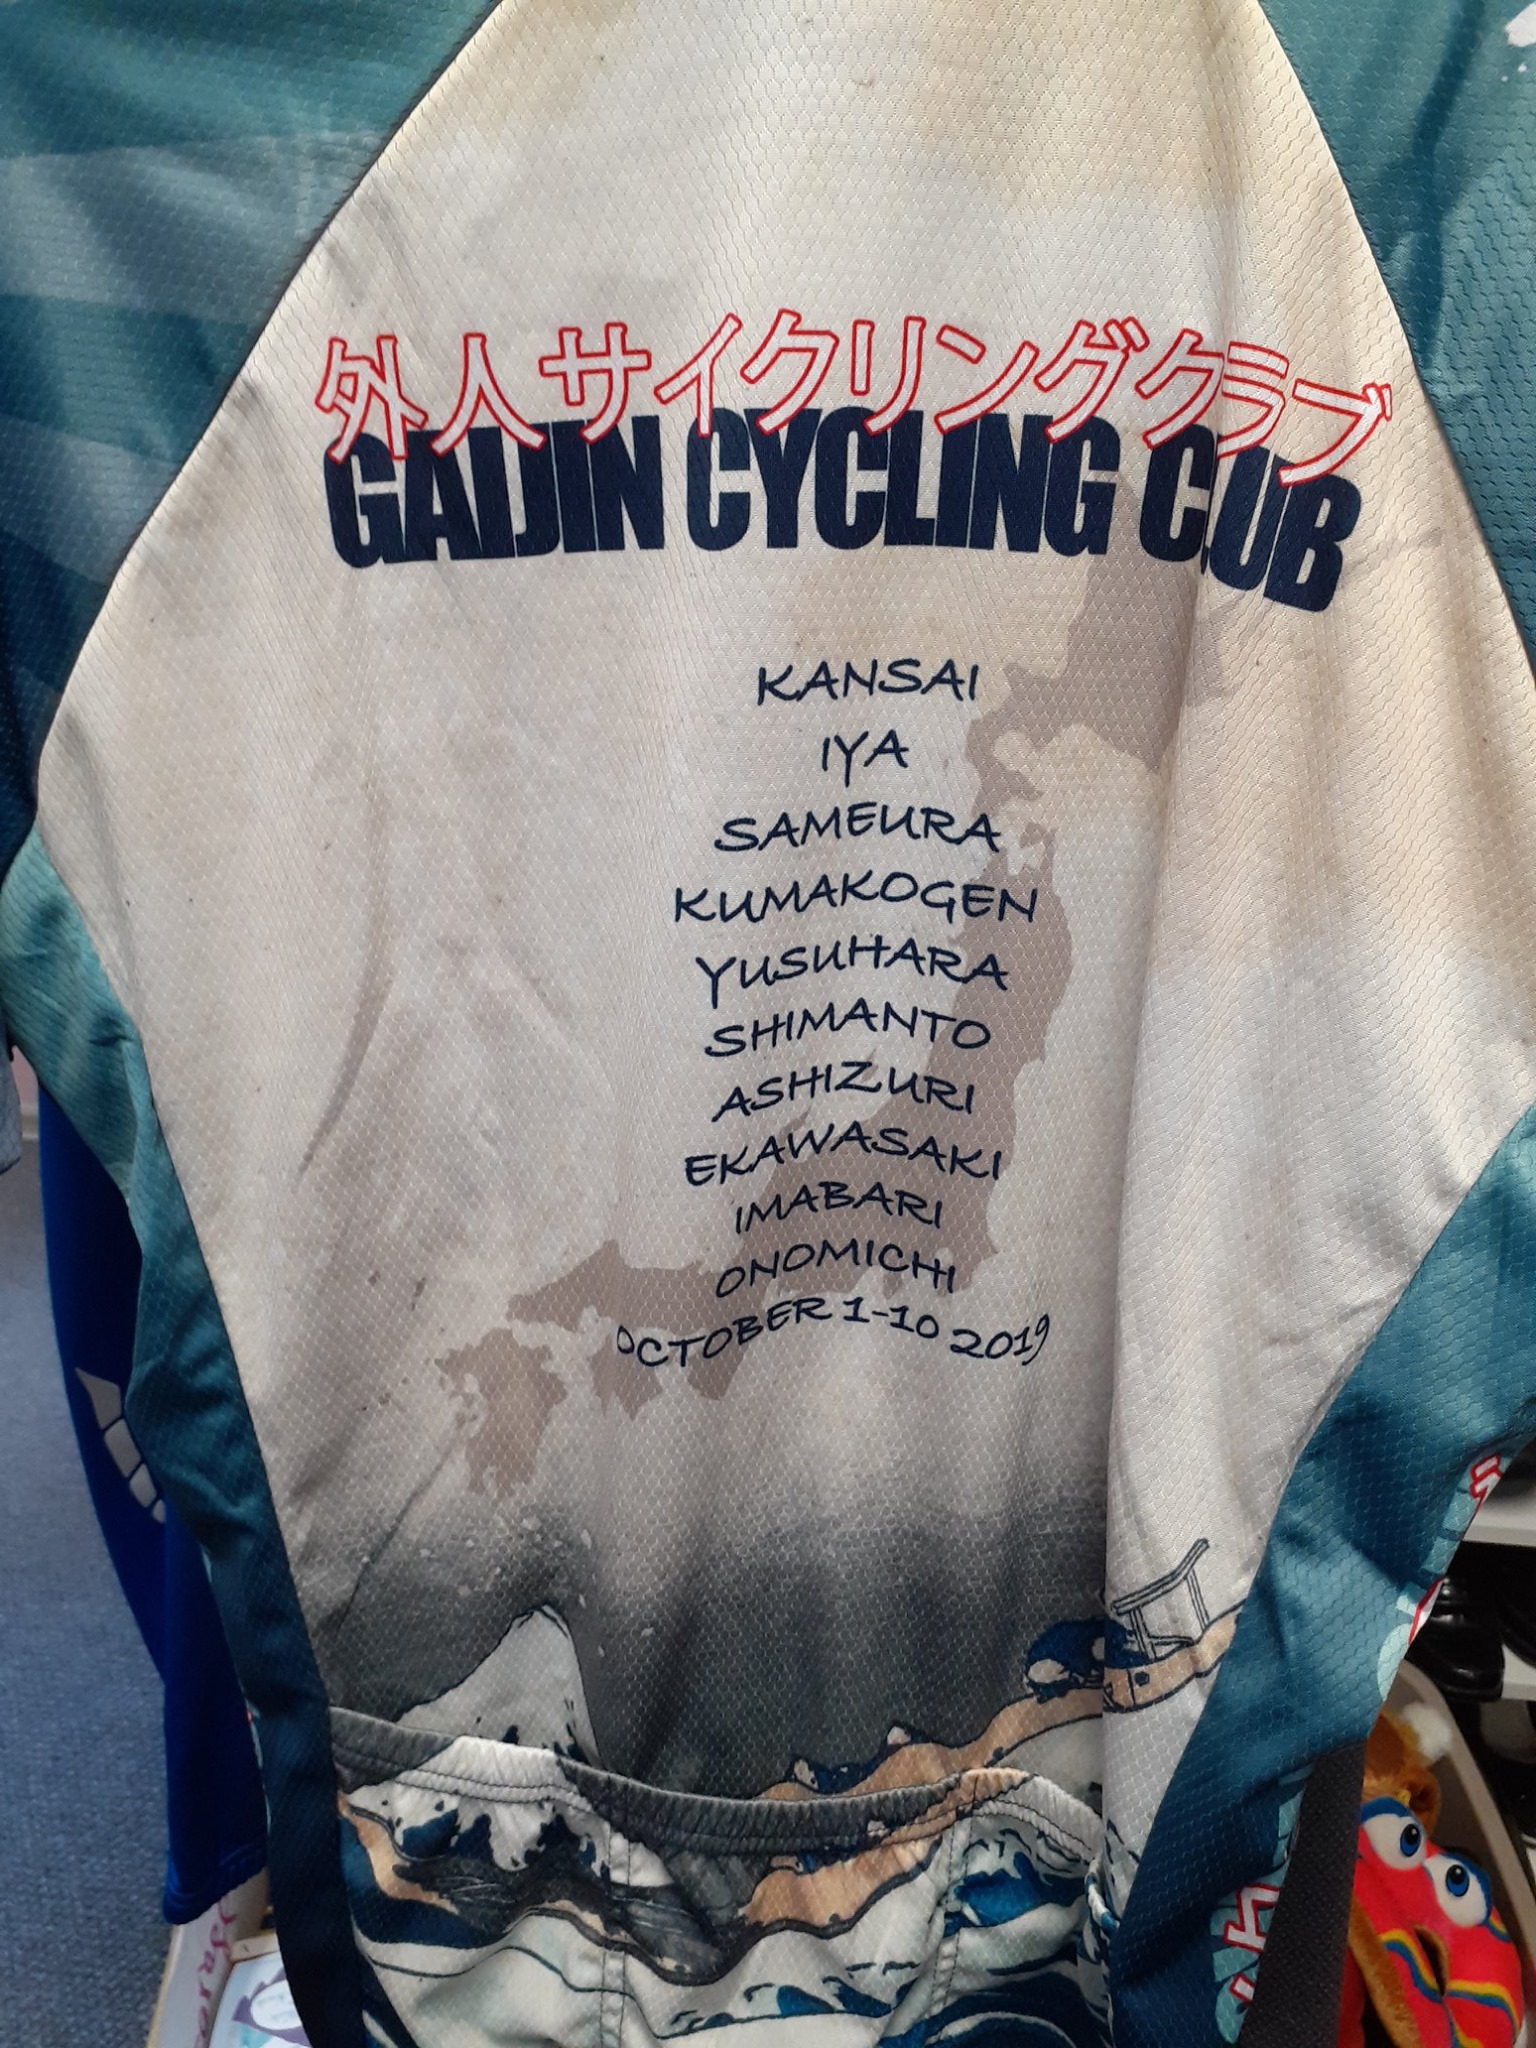 外人サイクリングクラブ
GAIJIN CYCLING CLUB
KANSAI
IYA
SAMEURA
KUMAKOGEN
YUSUHARA
SHIMANTO
ASHIZURI
EKAWASAKI
IMABARI
ONOMICHI
OCTOBER 1-10 2019